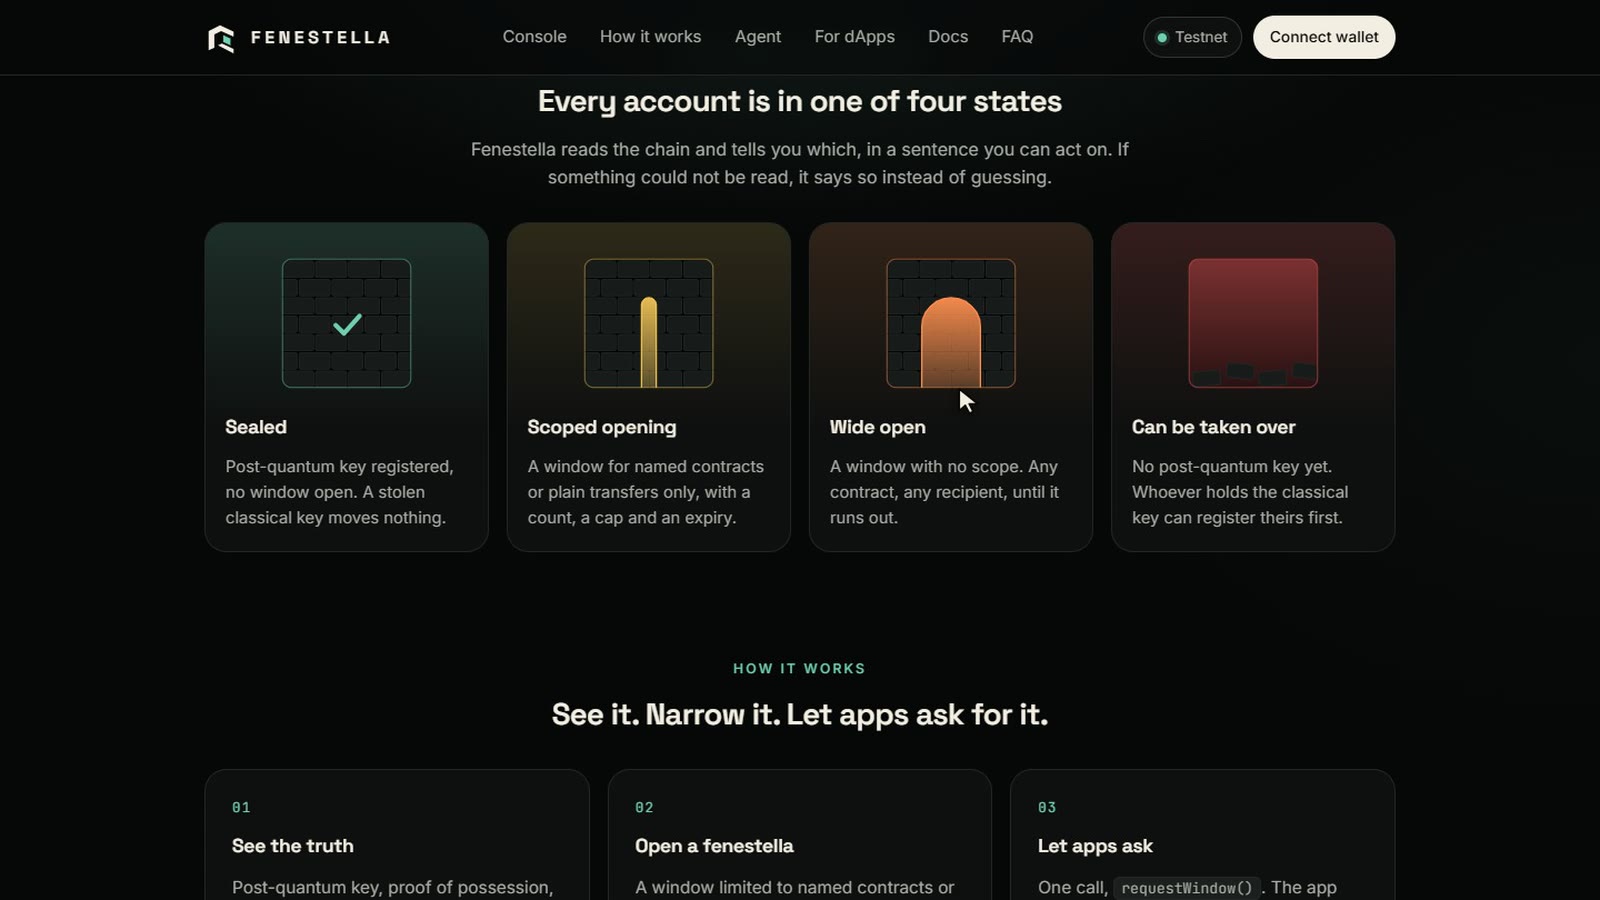 FENESTELLA
Console
How it works
Agent
For dApps
Docs
FAQ
Testnet
Connect wallet
Every account is in one of four states
Fenestella reads the chain and tells you which, in a sentence you can act on. If
something could not be read, it says so instead of guessing.
Sealed
Post-quantum key registered,
no window open. A stolen
classical key moves nothing.
Scoped opening
A window for named contracts
or plain transfers only, with a
count, a cap and an expiry.
Wide open
A window with no scope. Any
contract, any recipient, until it
runs out.
Can be taken over
No post-quantum key yet.
Whoever holds the classical
key can register theirs first.
HOW IT WORKS
See it. Narrow it. Let apps ask for it.
01
See the truth
Post-quantum key, proof of possession,
02
Open a fenestella
A window limited to named contracts or
03
Let apps ask
One call, requestWindow(). The app